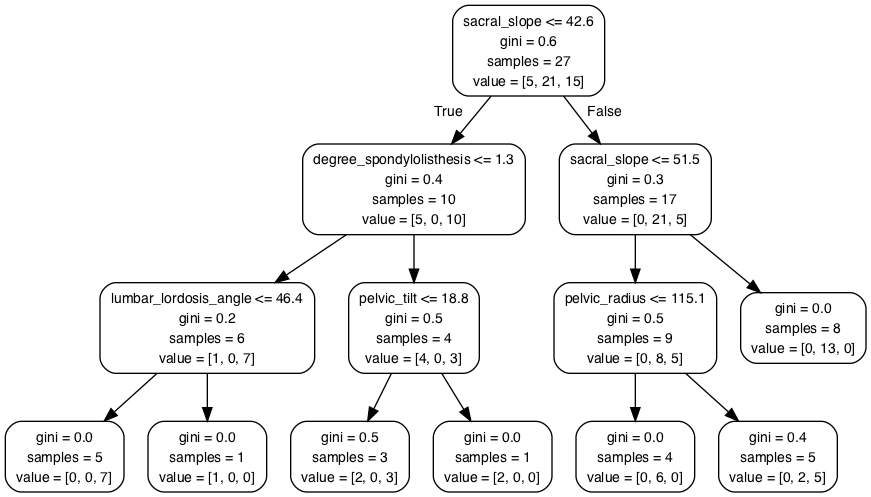 sacral_slope <= 42.6
gini = 0.6
samples = 27
value = [5, 21, 15]
True
False
degree_spondylolisthesis <= 1.3
gini = 0.4
samples = 10
value = [5, 0, 10]
sacral_slope <= 51.5
gini = 0.3
samples = 17
value = [0, 21, 5]
lumbar_lordosis_angle <= 46.4
gini = 0.2
samples = 6
value = [1, 0, 7]
pelvic_tilt <= 18.8
gini = 0.5
samples = 4
value = [4, 0, 3]
pelvic_radius <= 115.1
gini = 0.5
samples = 9
value = [0, 8, 5]
gini = 0.0
samples = 8
value = [0, 13, 0]
gini = 0.0
samples = 5
value = [0, 0, 7]
gini = 0.0
samples = 1
value = [1, 0, 0]
gini = 0.5
samples = 3
value = [2, 0, 3]
gini = 0.0
samples = 1
value = [2, 0, 0]
gini = 0.0
samples = 4
value = [0, 6, 0]
gini = 0.4
samples = 5
value = [0, 2, 5]